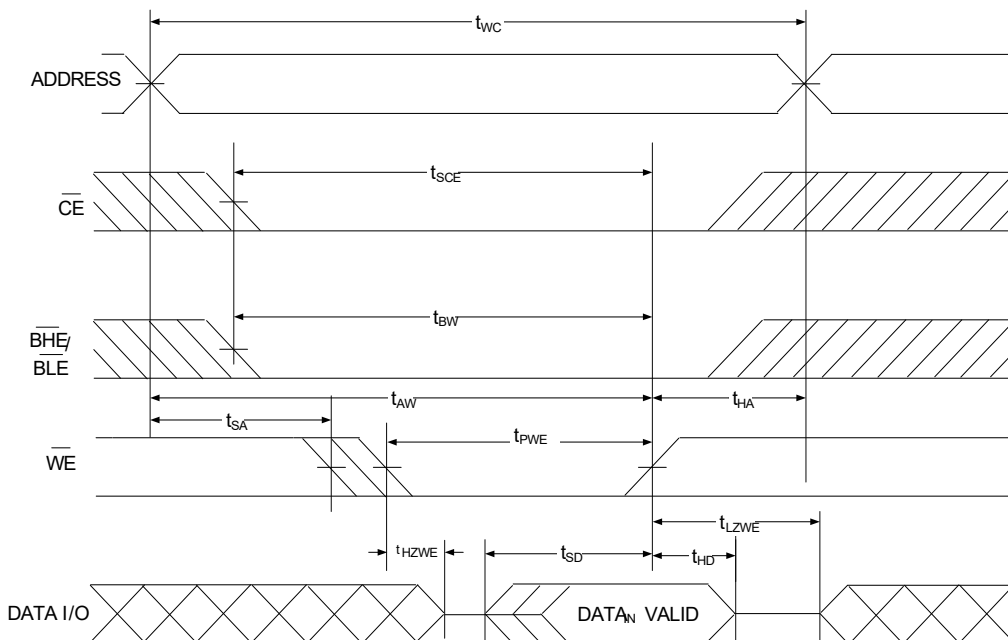 tWC
ADDRESS
tSCE
CE
tBW
BHE/
BLE
tAW
tHA
tSA
tPWE
WE
tLZWE
tHZWE
tSD
tHD
DATA I/O
DATAIN VALID